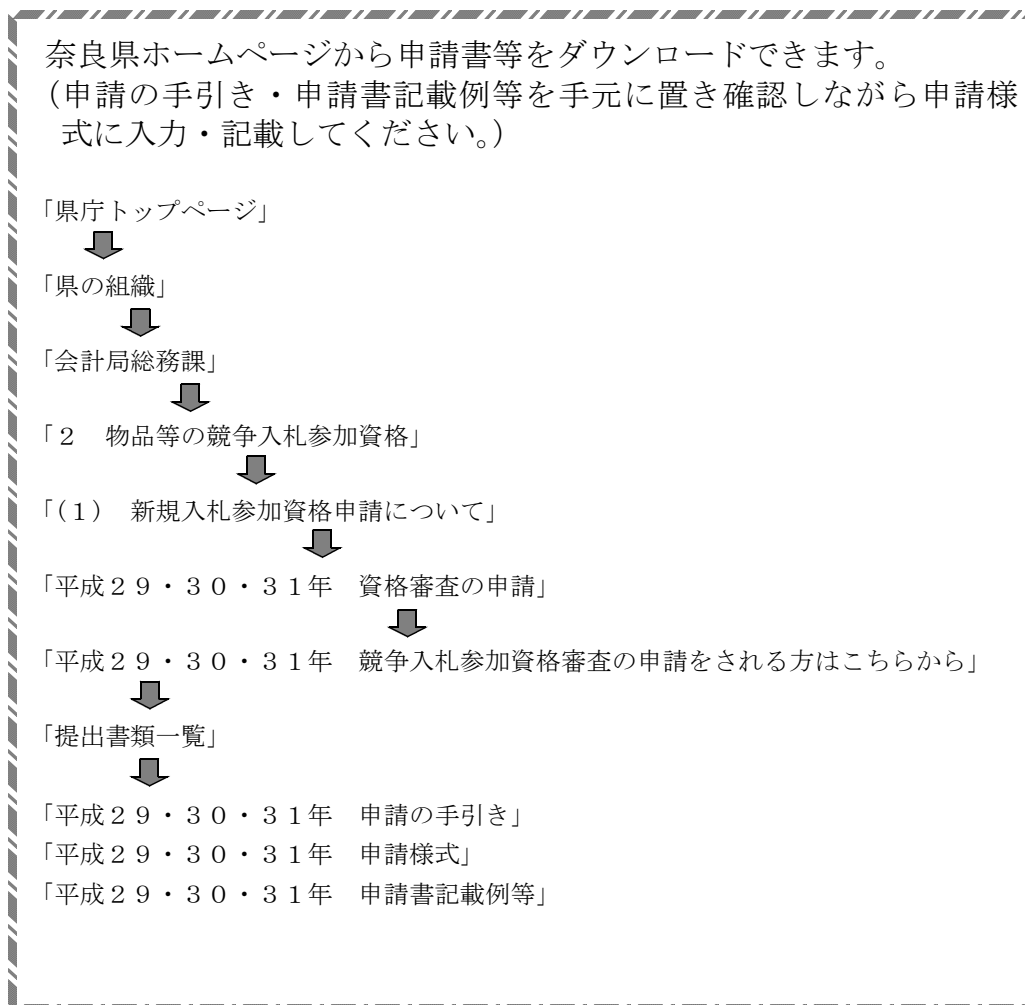 奈良県ホームページから申請書等をダウンロードできます。
（申請の手引き・申請書記載例等を手元に置き確認しながら申請様
式に入力・記載してください。）
「県庁トップページ」
「県の組織」
「会計局総務課」
「２　物品等の競争入札参加資格」
「(１)　新規入札参加資格申請について」
「平成２９・３０・３１年　資格審査の申請」
「平成２９・３０・３１年　競争入札参加資格審査の申請をされる方はこちらから」
「提出書類一覧」
「平成２９・３０・３１年　申請の手引き」
「平成２９・３０・３１年　申請様式」
「平成２９・３０・３１年　申請書記載例等」